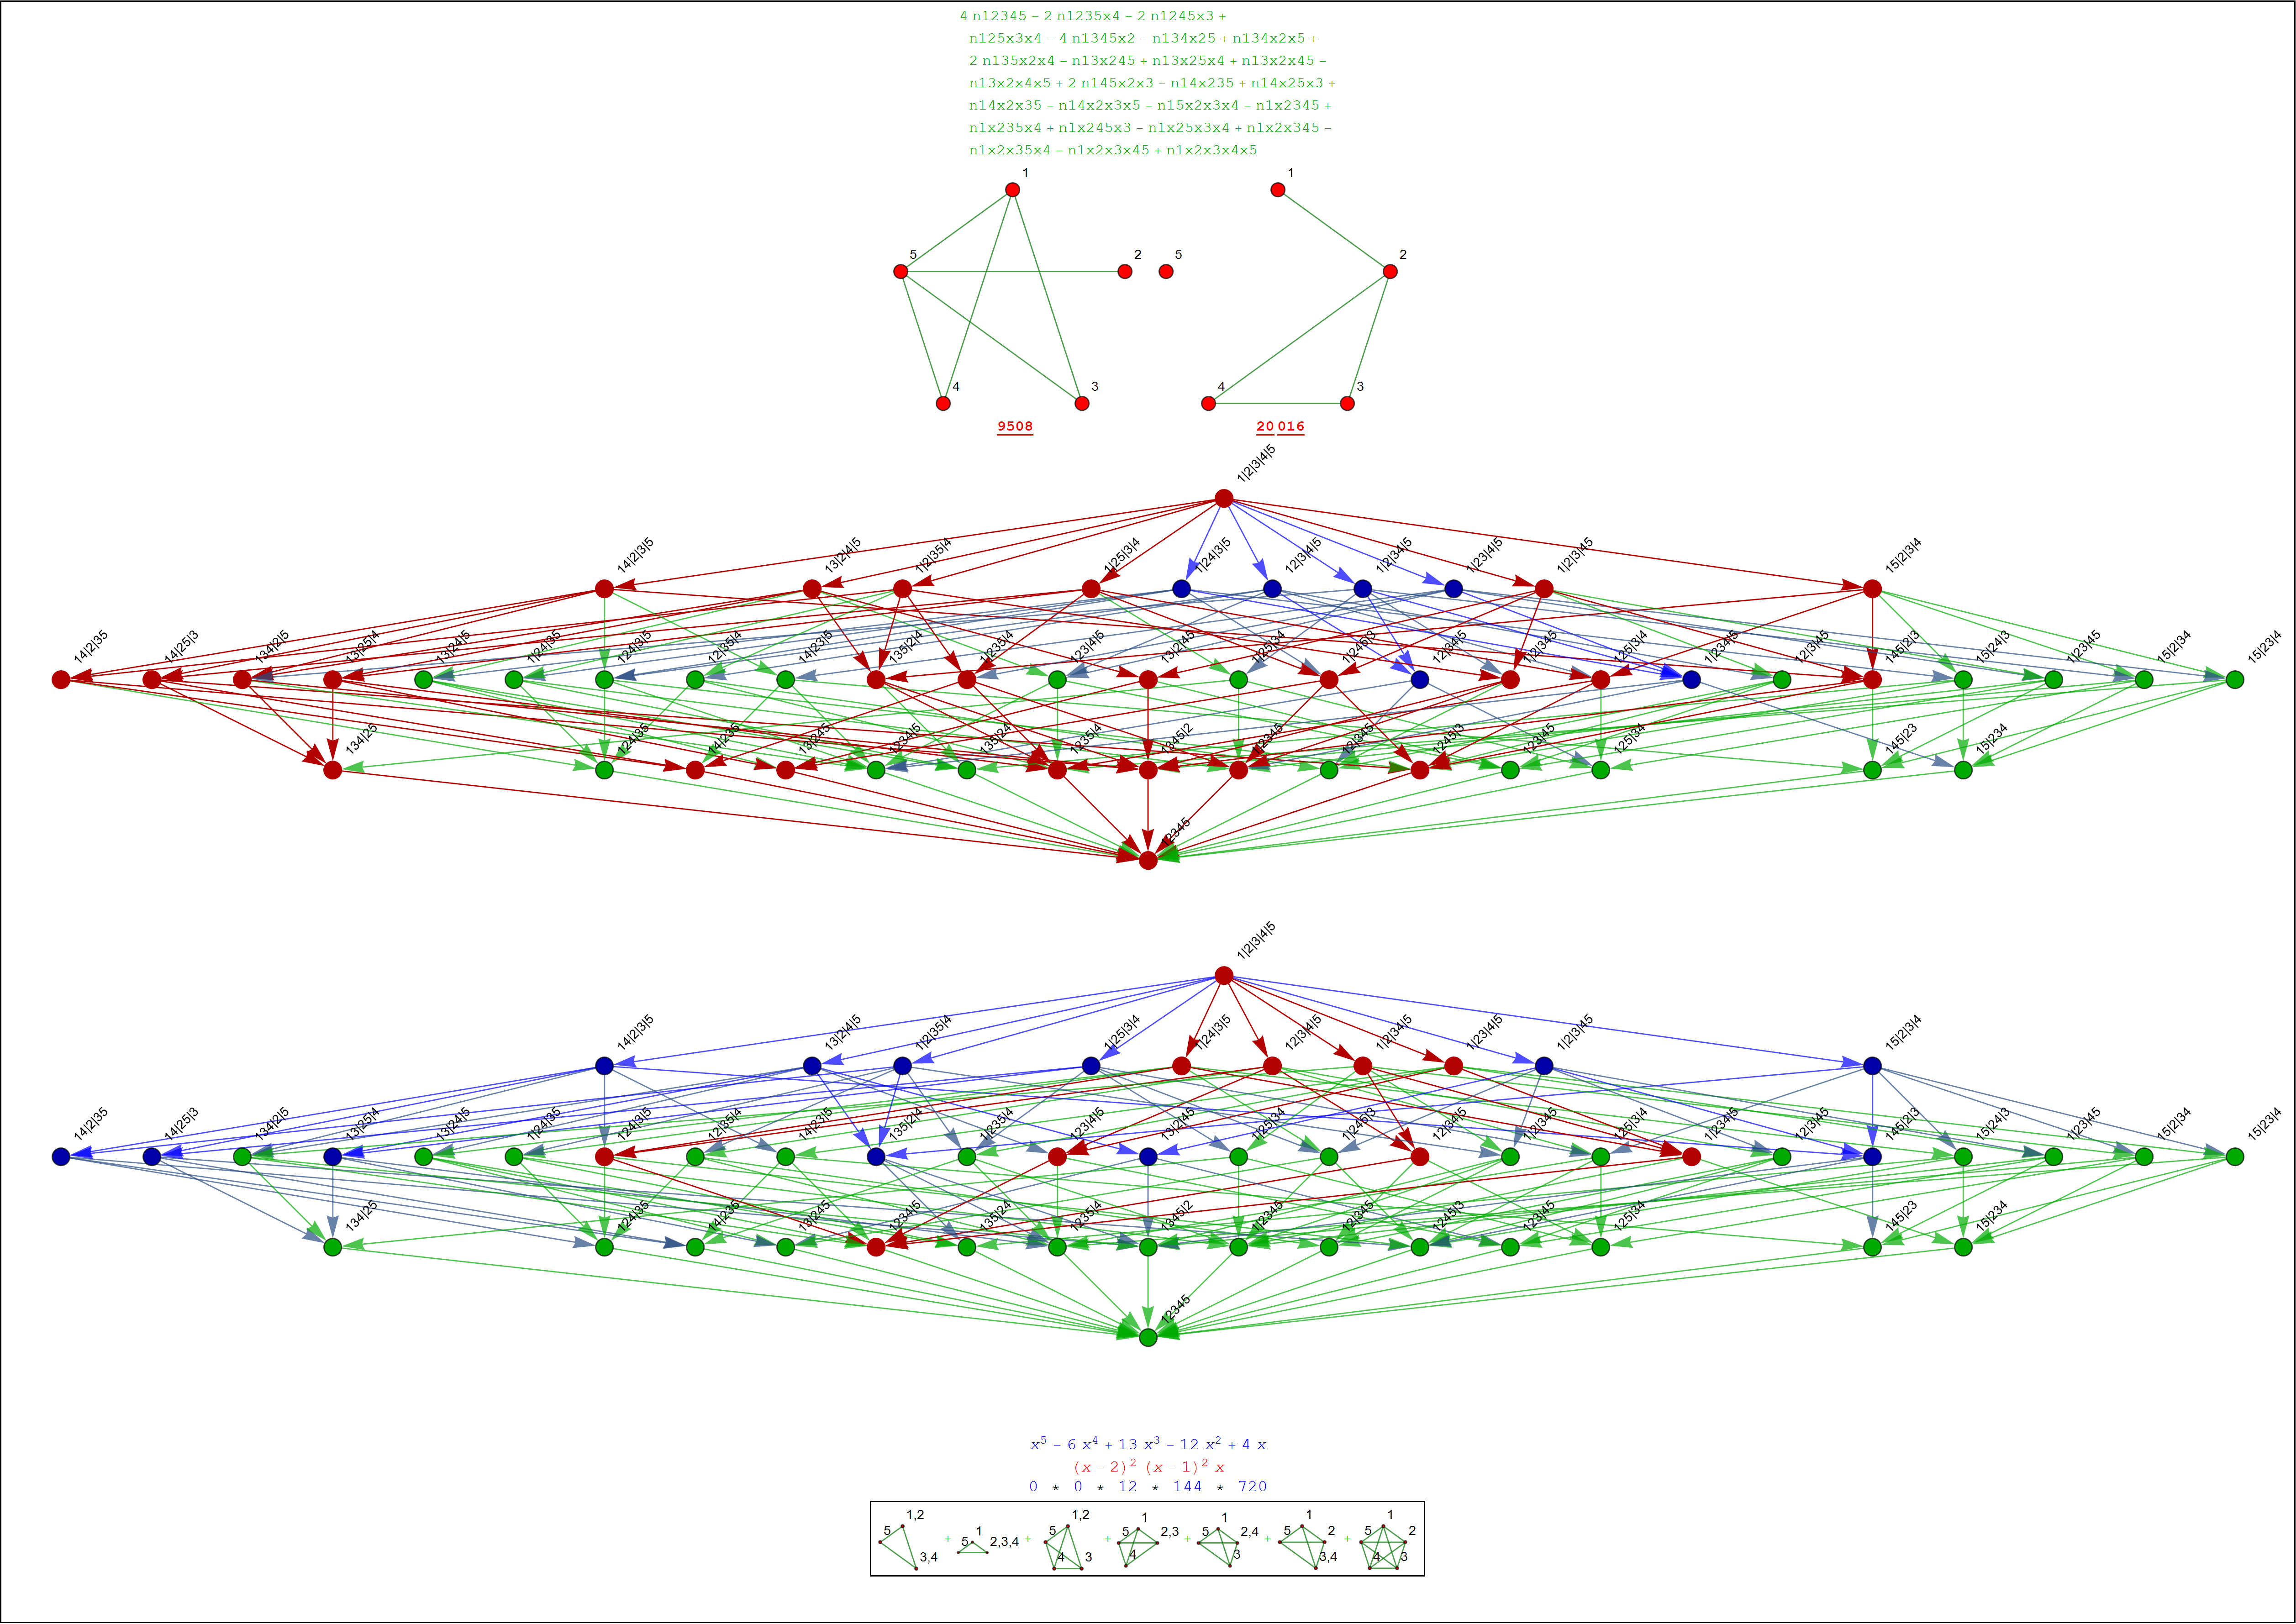 4 n12345 − 2 n1235x4 − 2 n1245x3 +
n125x3x4 − 4 n1345x2 − n134x25 + n134x2x5 +
2 n135x2x4 − n13x245 + n13x25x4 + n13x2x45 −
n13x2x4x5 + 2 n145x2x3 − n14x235 + n14x25x3 +
n14x2x35 − n14x2x3x5 − n15x2x3x4 − n1x2345 +
n1x235x4 + n1x245x3 − n1x25x3x4 + n1x2x345 −
n1x2x35x4 − n1x2x3x45 + n1x2x3x4x5
1 1
5 2 5 2
4 3 4 3
9508 20 016
1|2|3|4|5
14|2|3|5 13|2|4|5 1|2|35|4 1|25|3|4 1|24|3|5 12|3|4|5 1|2|34|5 1|23|4|5 1|2|3|45 15|2|3|4
14|2|35 14|25|3 134|2|5 13|25|4 13|24|5 1|24|35 124|3|5 12|35|4 14|23|5 135|2|4 1|235|4 123|4|5 13|2|45 1|25|34 1|245|3 12|34|5 1|2|345 125|3|4 1|234|5 12|3|45 145|2|3 15|24|3 1|23|45 15|2|34 15|23|4
134|25 124|35 14|235 13|245 1234|5 135|24 1235|4 1345|2 1|2345 12|345 1245|3 123|45 125|34 145|23 15|234
12345
1|2|3|4|5
14|2|3|5 13|2|4|5 1|2|35|4 1|25|3|4 1|24|3|5 12|3|4|5 1|2|34|5 1|23|4|5 1|2|3|45 15|2|3|4
14|2|35 14|25|3 134|2|5 13|25|4 13|24|5 1|24|35 124|3|5 12|35|4 14|23|5 135|2|4 1|235|4 123|4|5 13|2|45 1|25|34 1|245|3 12|34|5 1|2|345 125|3|4 1|234|5 12|3|45 145|2|3 15|24|3 1|23|45 15|2|34 15|23|4
134|25 124|35 14|235 13|245 1234|5 135|24 1235|4 1345|2 1|2345 12|345 1245|3 123|45 125|34 145|23 15|234
12345
x⁵ − 6 x⁴ + 13 x³ − 12 x² + 4 x
(x − 2)² (x − 1)² x
0 * 0 * 12 * 144 * 720
5 1,2 3,4 + 5 1 2,3,4 + 5 1,2 4 3 + 5 1 2,3 4 + 5 1 2,4 3 + 5 1 2 3,4 + 5 1 2 4 3